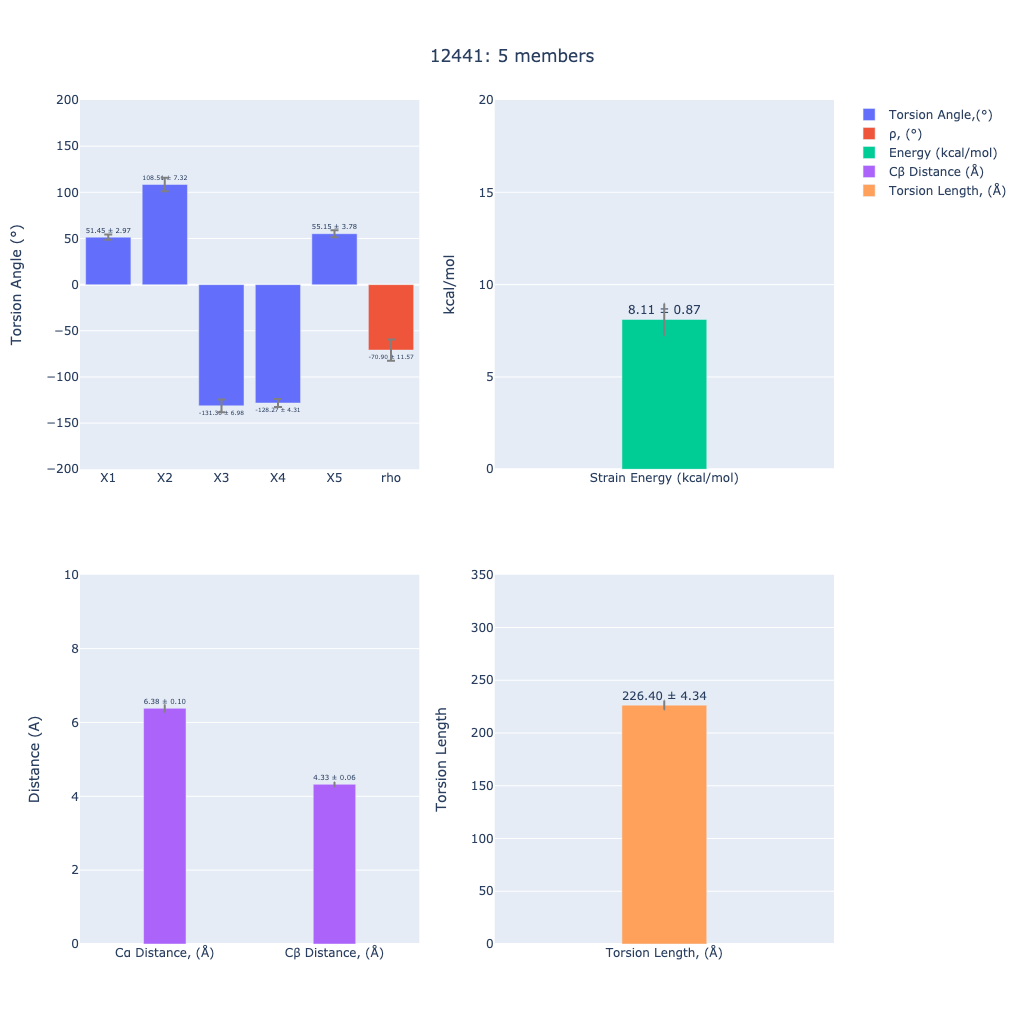 12441: 5 members
200
150
100
50
0
−50
−100
−150
−200
Torsion Angle (°)
51.45 ± 2.97
± 7.32
± 6.98
-128.27 ± 4.31
55.15 ± 3.78
-70.90 ± 11.57
X1 X2 X3 X4 X5 rho
20
15
10
5
0
kcal/mol
8.11 ± 0.87
Strain Energy (kcal/mol)
Torsion Angle,(°)
ρ, (°)
Energy (kcal/mol)
Cβ Distance (Å)
Torsion Length, (Å)
10
8
6
4
2
0
Distance (A)
6.38 ± 0.10
4.33 ± 0.06
Cα Distance, (Å) Cβ Distance, (Å)
350
300
250
200
150
100
50
0
Torsion Length
226.40 ± 4.34
Torsion Length, (Å)